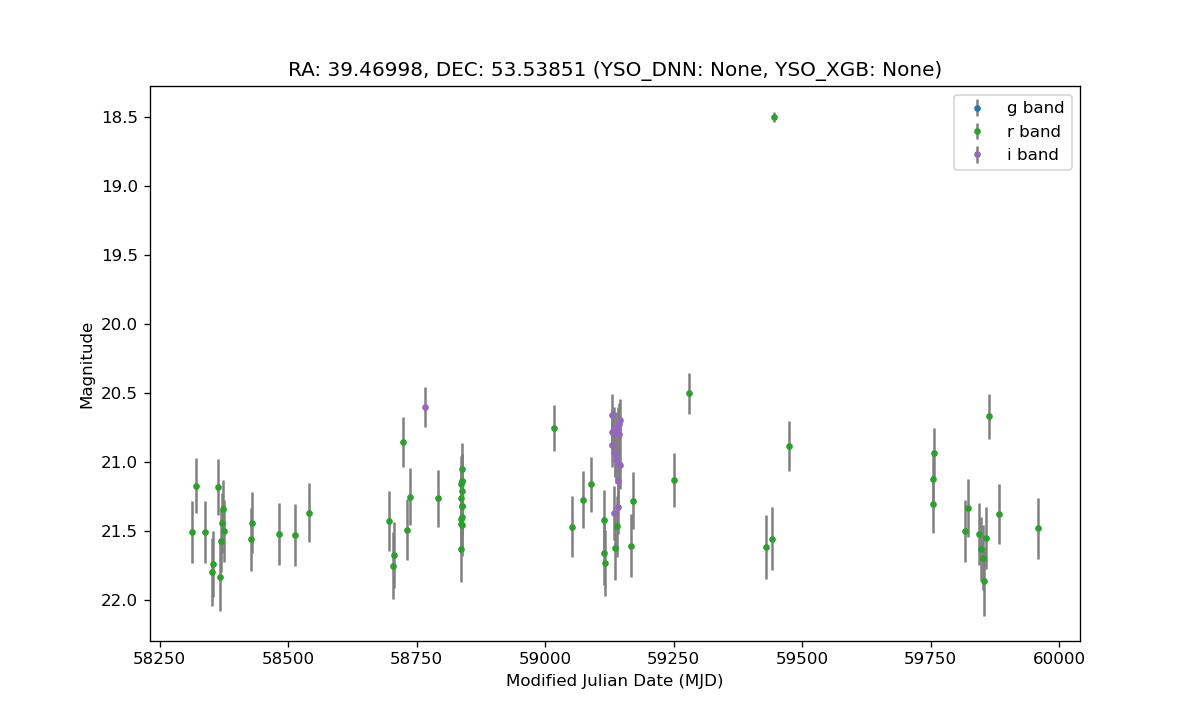 RA: 39.46998, DEC: 53.53851 (YSO_DNN: None, YSO_XGB: None)
g band
r band
i band
18.5
19.0
19.5
20.0
20.5
21.0
21.5
22.0
Magnitude
58250 58500 58750 59000 59250 59500 59750 60000
Modified Julian Date (MJD)